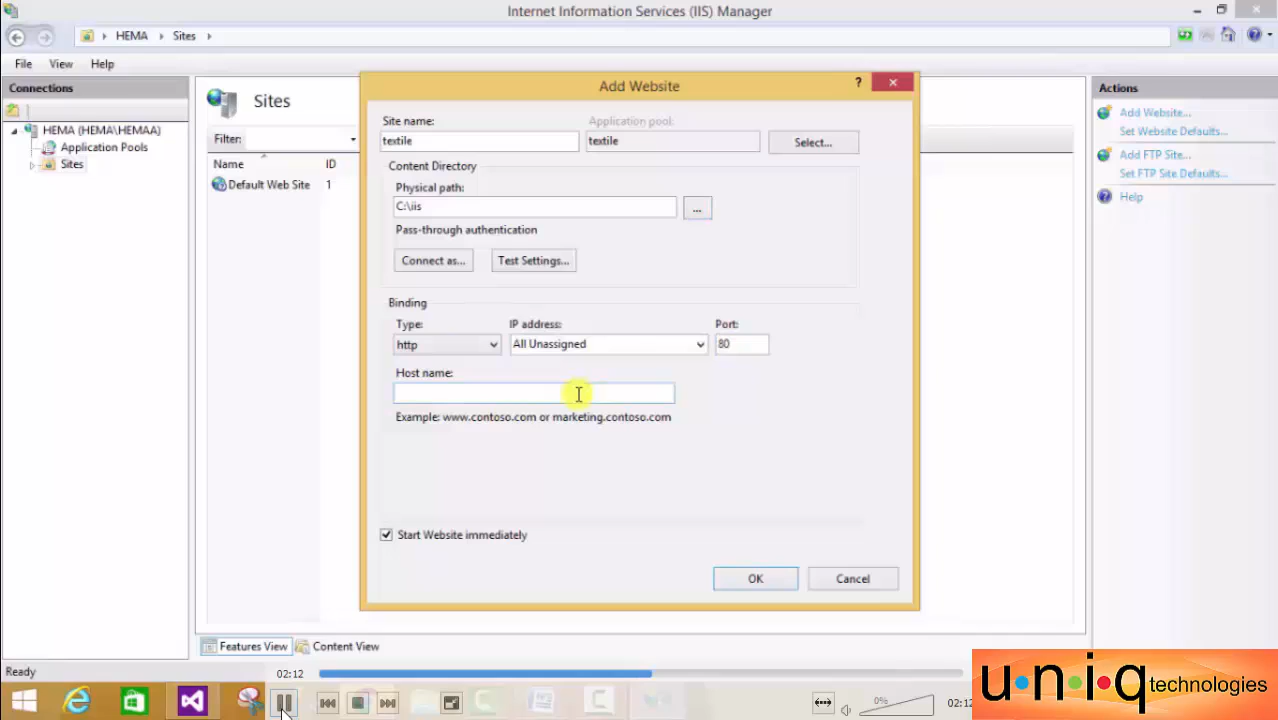 Internet Information Services (IIS) Manager
HEMA Sites
File View Help
Connections
HEMA (HEMA\HEMAA)
Application Pools
Sites
Sites
Filter:
Name ID
Default Web Site 1
Add Website
?
Site name: Application pool:
textile textile Select...
Content Directory
Physical path:
C:\iis ...
Pass-through authentication
Connect as... Test Settings...
Binding
Type: IP address: Port:
http All Unassigned 80
Host name:
Example: www.contoso.com or marketing.contoso.com
Start Website immediately
OK Cancel
Actions
Add Website...
Set Website Defaults...
Add FTP Site...
Set FTP Site Defaults...
Help
Features View Content View
Ready
02:12
0% 02:12
uniq technologies